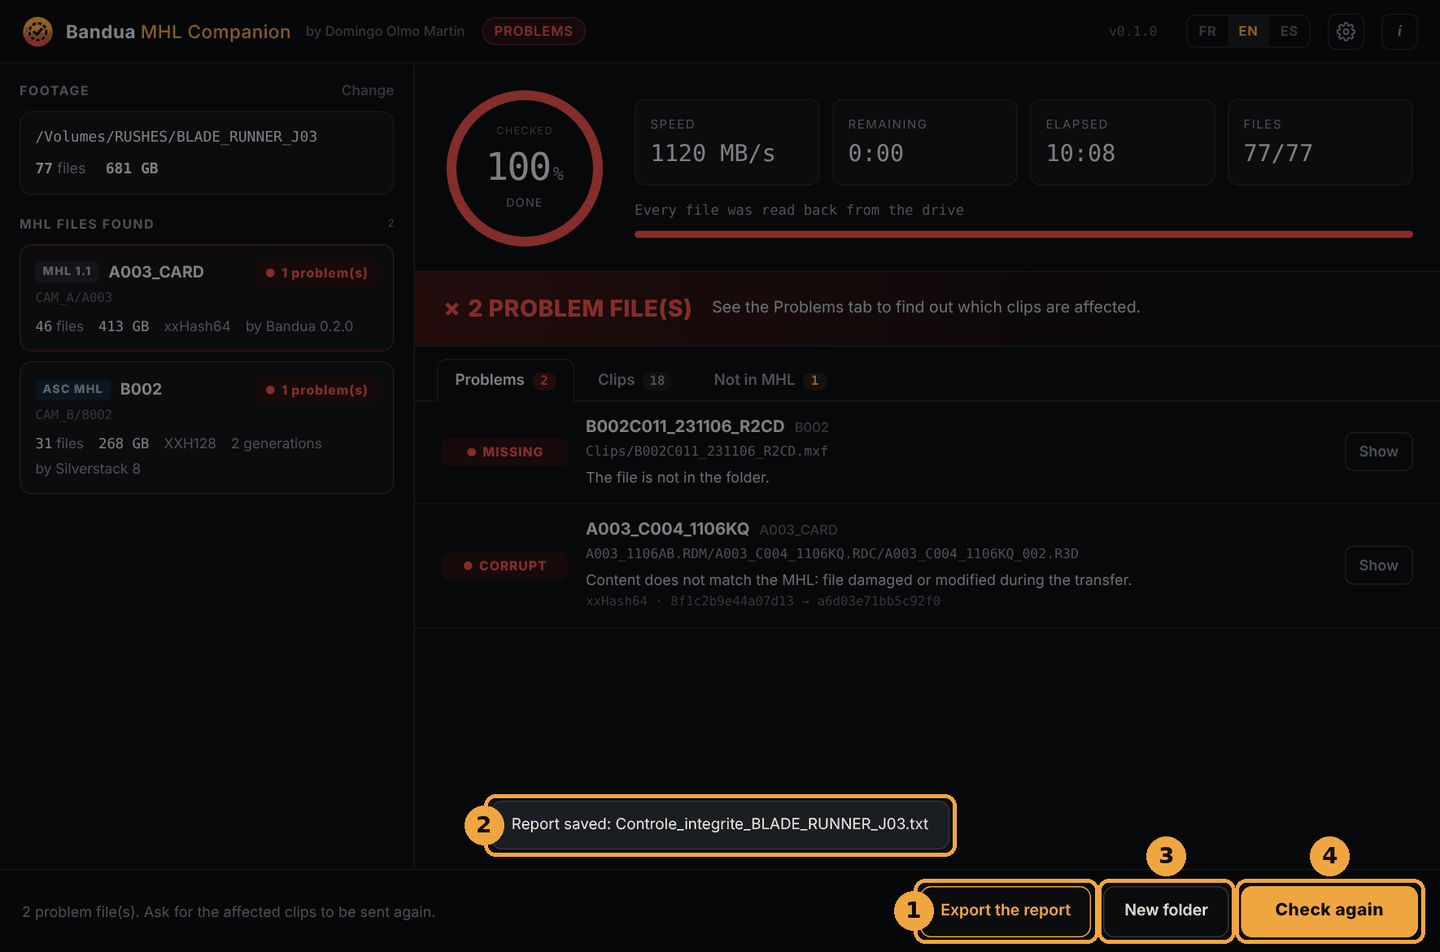 Bandua MHL Companion by Domingo Olmo Martin PROBLEMS v0.1.0 FR EN ES i
FOOTAGE Change
/Volumes/RUSHES/BLADE_RUNNER_J03
77 files 681 GB
MHL FILES FOUND 2
MHL 1.1 A003_CARD 1 problem(s)
CAM_A/A003
46 files 413 GB xxHash64 by Bandua 0.2.0
ASC MHL B002 1 problem(s)
CAM_B/B002
31 files 268 GB XXH128 2 generations
by Silverstack 8
CHECKED
100%
DONE
SPEED
1120 MB/s
REMAINING
0:00
ELAPSED
10:08
FILES
77/77
Every file was read back from the drive
× 2 PROBLEM FILE(S) See the Problems tab to find out which clips are affected.
Problems 2 Clips 18 Not in MHL 1
B002C011_231106_R2CD B002
MISSING
Clips/B002C011_231106_R2CD.mxf
The file is not in the folder.
Show
A003_C004_1106KQ A003_CARD
CORRUPT
A003_1106AB.RDM/A003_C004_1106KQ.RDC/A003_C004_1106KQ_002.R3D
Content does not match the MHL: file damaged or modified during the transfer.
xxHash64 · 8f1c2b9e44a07d13 → a6d03e71bb5c92f0
Show
2 Report saved: Controle_integrite_BLADE_RUNNER_J03.txt
2 problem file(s). Ask for the affected clips to be sent again.
1 Export the report
3
New folder
4
Check again